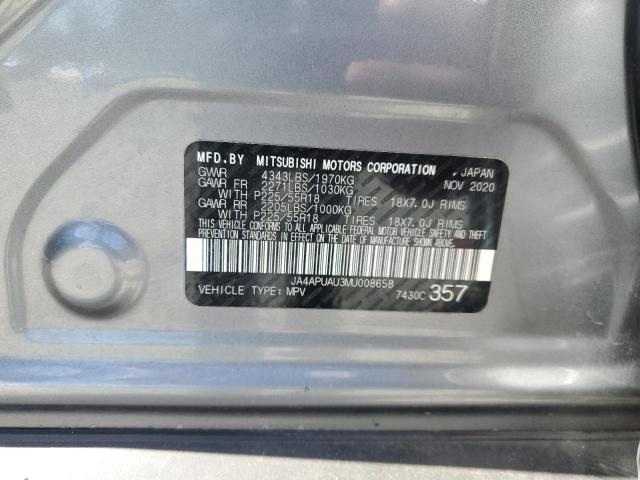 MFD.BY MITSUBISHI MOTORS CORPORATION , JAPAN
GVWR 4343LBS/1970KG NOV 2020
GAWR FR 2271LBS/1030KG
WITH P225/55R18 TIRES 18X7.0J RIMS
GAWR RR 2205LBS/1000KG
WITH P225/55R18 TIRES 18X7.0J RIMS
THIS VEHICLE CONFORMS TO ALL APPLICABLE FEDERAL MOTOR VEHICLE SAFETY, BUMPER AND THEFT
PREVENTION STANDARDS IN EFFECT ON THE DATE OF MANUFACTURE SHOWN ABOVE.
JA4APUAU3MU008658
VEHICLE TYPE: MPV 7430C 357